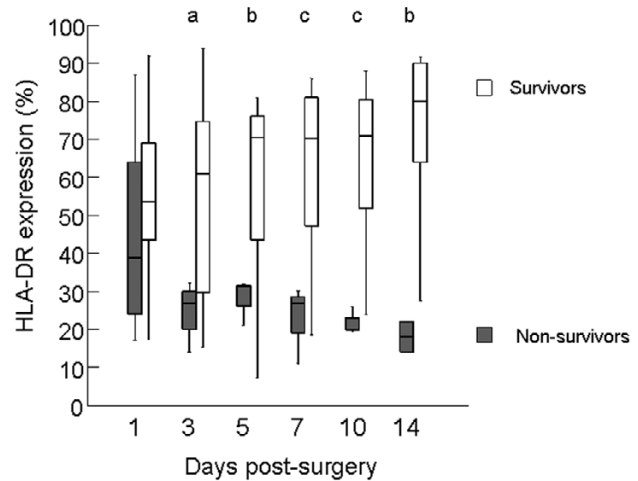 a b c c b
100
90
80
70
60
50
40
30
20
10
0
HLA-DR expression (%)
Survivors
Non-survivors
1 3 5 7 10 14
Days post-surgery